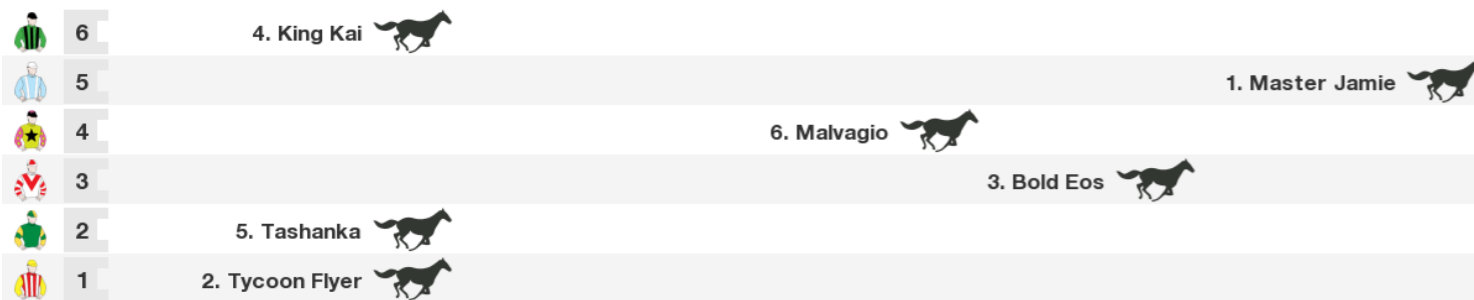 6 4. King Kai
5 1. Master Jamie
4 6. Malvagio
3 3. Bold Eos
2 5. Tashanka
1 2. Tycoon Flyer